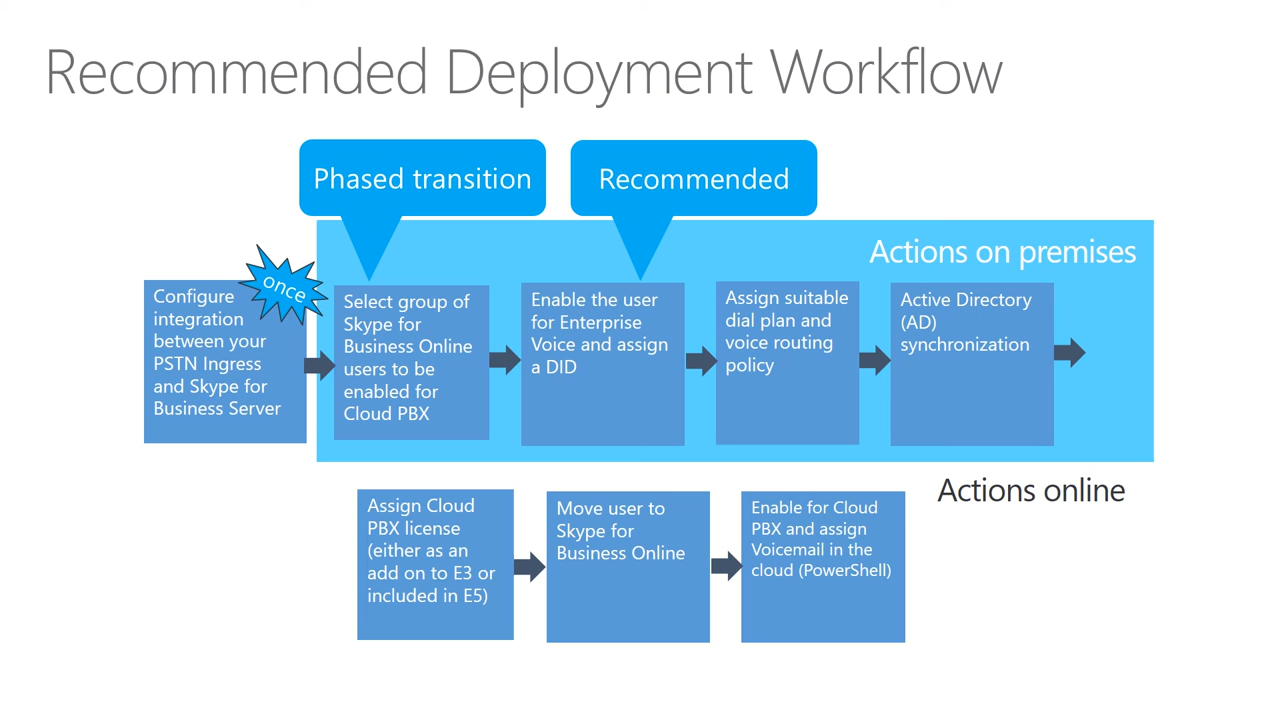 Recommended Deployment Workflow
Phased transition
Recommended
Actions on premises
once
Configure
integration
between your
PSTN Ingress
and Skype for
Business Server
Select group of
Skype for
Business Online
users to be
enabled for
Cloud PBX
Enable the user
for Enterprise
Voice and assign
a DID
Assign suitable
dial plan and
voice routing
policy
Active Directory
(AD)
synchronization
Actions online
Assign Cloud
PBX license
(either as an
add on to E3 or
included in E5)
Move user to
Skype for
Business Online
Enable for Cloud
PBX and assign
Voicemail in the
cloud (PowerShell)